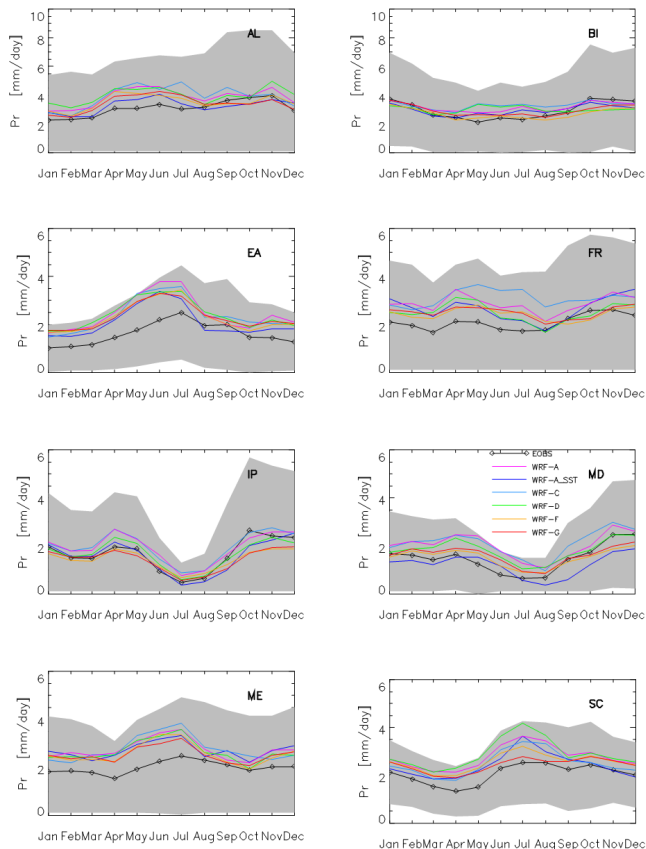 10 AL 10 BI
8 8
Pr [mm/day] 6 Pr [mm/day] 6
4 4
2 2
0 0
Jan Feb Mar Apr May Jun Jul Aug Sep Oct Nov Dec Jan Feb Mar Apr May Jun Jul Aug Sep Oct Nov Dec
6 EA 6 FR
Pr [mm/day] 4 Pr [mm/day] 4
2 2
0 0
Jan Feb Mar Apr May Jun Jul Aug Sep Oct Nov Dec Jan Feb Mar Apr May Jun Jul Aug Sep Oct Nov Dec
6 IP 6 MD
EOBS
WRF-A
WRF-A_SST
WRF-C
WRF-D
WRF-F
WRF-G
Pr [mm/day] 4 Pr [mm/day] 4
2 2
0 0
Jan Feb Mar Apr May Jun Jul Aug Sep Oct Nov Dec Jan Feb Mar Apr May Jun Jul Aug Sep Oct Nov Dec
6 ME 6 SC
Pr [mm/day] 4 Pr [mm/day] 4
2 2
0 0
Jan Feb Mar Apr May Jun Jul Aug Sep Oct Nov Dec Jan Feb Mar Apr May Jun Jul Aug Sep Oct Nov Dec